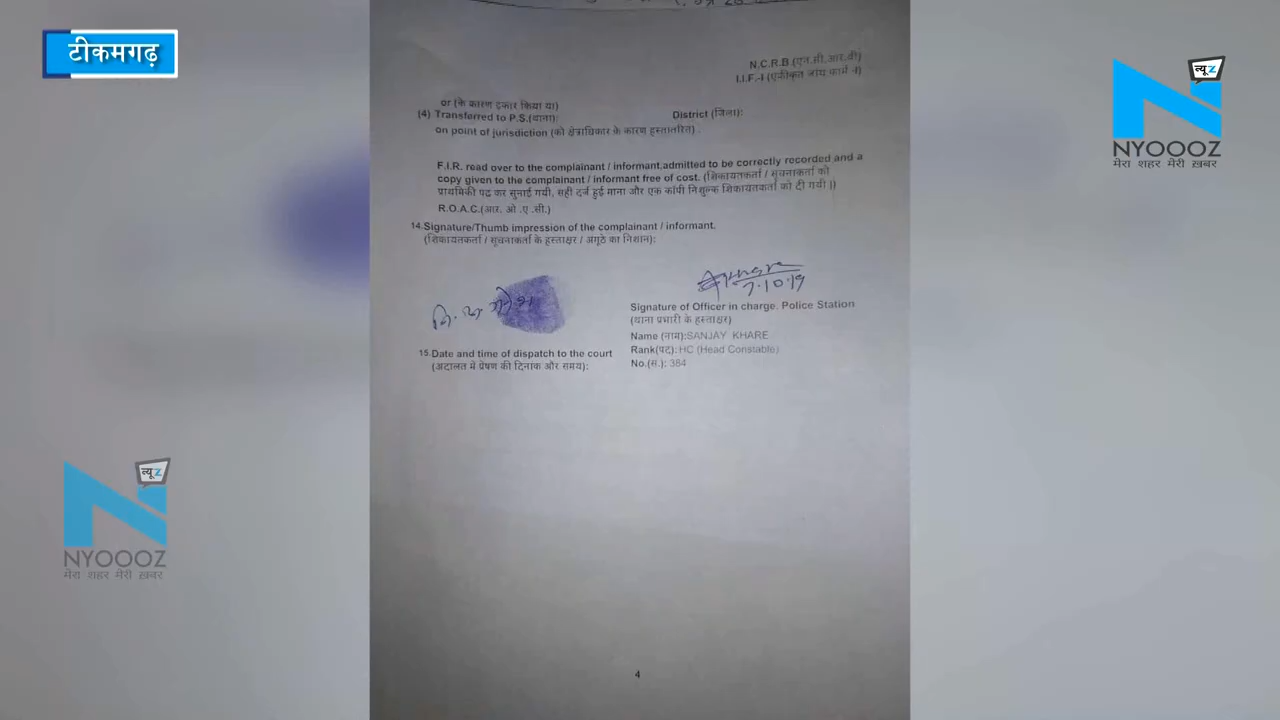 टीकमगढ़
न्यूZ
NYOOOZ
मेरा शहर मेरी ख़बर
N.C.R.B.(एन.सी.आर.बी)
I.I.F.-I (एकीकृत जांच फार्म -I)
or (के कारण इंकार किया या)
(4) Transferred to P.S.(थाना): District (जिला):
on point of jurisdiction (को क्षेत्राधिकार के कारण हस्तांतरित) .
F.I.R. read over to the complainant / informant,admitted to be correctly recorded and a
copy given to the complainant / informant free of cost. (शिकायतकर्ता / सूचनाकर्ता को
प्राथमिकी पढ़ कर सुनाई गयी, सही दर्ज हुई माना और एक कॉपी निशुल्क शिकायतकर्ता को दी गयी |)
R.O.A.C.(आर. ओ .ए .सी.)
14.Signature/Thumb impression of the complainant / informant.
(शिकायतकर्ता / सूचनाकर्ता के हस्ताक्षर / अंगूठे का निशान):
7.10.19
Signature of Officer in charge. Police Station
(थाना प्रभारी के हस्ताक्षर)
Name (नाम):SANJAY KHARE
Rank(पद): HC (Head Constable)
No.(सं.): 384
15.Date and time of dispatch to the court
(अदालत में प्रेषण की दिनांक और समय):
4
न्यूZ
NYOOOZ
मेरा शहर मेरी ख़बर